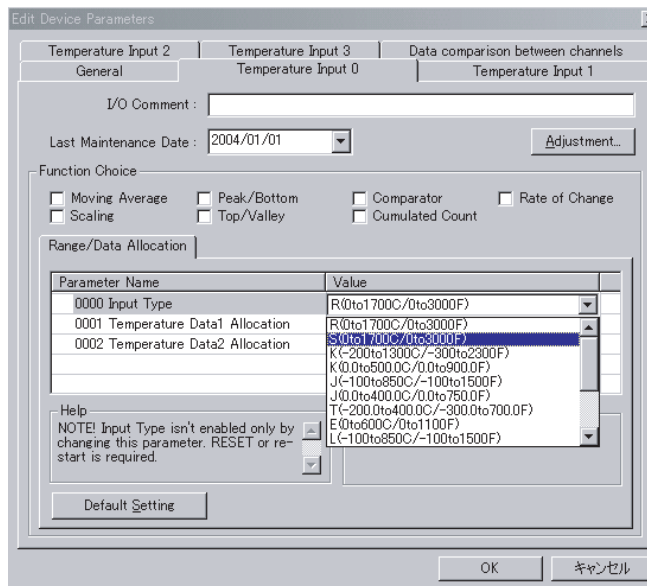 Edit Device Parameters
Temperature Input 2 Temperature Input 3 Data comparison between channels
General Temperature Input 0 Temperature Input 1
I/O Comment :
Last Maintenance Date : 2004/01/01 Adjustment...
Function Choice
Moving Average Peak/Bottom Comparator Rate of Change
Scaling Top/Valley Cumulated Count
Range/Data Allocation
Parameter Name Value
0000 Input Type R(0to1700C/0to3000F)
0001 Temperature Data1 Allocation R(0to1700C/0to3000F)
0002 Temperature Data2 Allocation S(0to1700C/0to3000F)
K(-200to1300C/-300to2300F)
K(0.0to500.0C/0.0to900.0F)
J(-100to850C/-100to1500F)
J(0.0to400.0C/0.0to750.0F)
T(-200.0to400.0C/-300.0to700.0F)
E(0to600C/0to1100F)
L(-100to850C/-100to1500F)
Help
NOTE! Input Type isn't enabled only by
changing this parameter. RESET or re-
start is required.
Default Setting
OK キャンセル